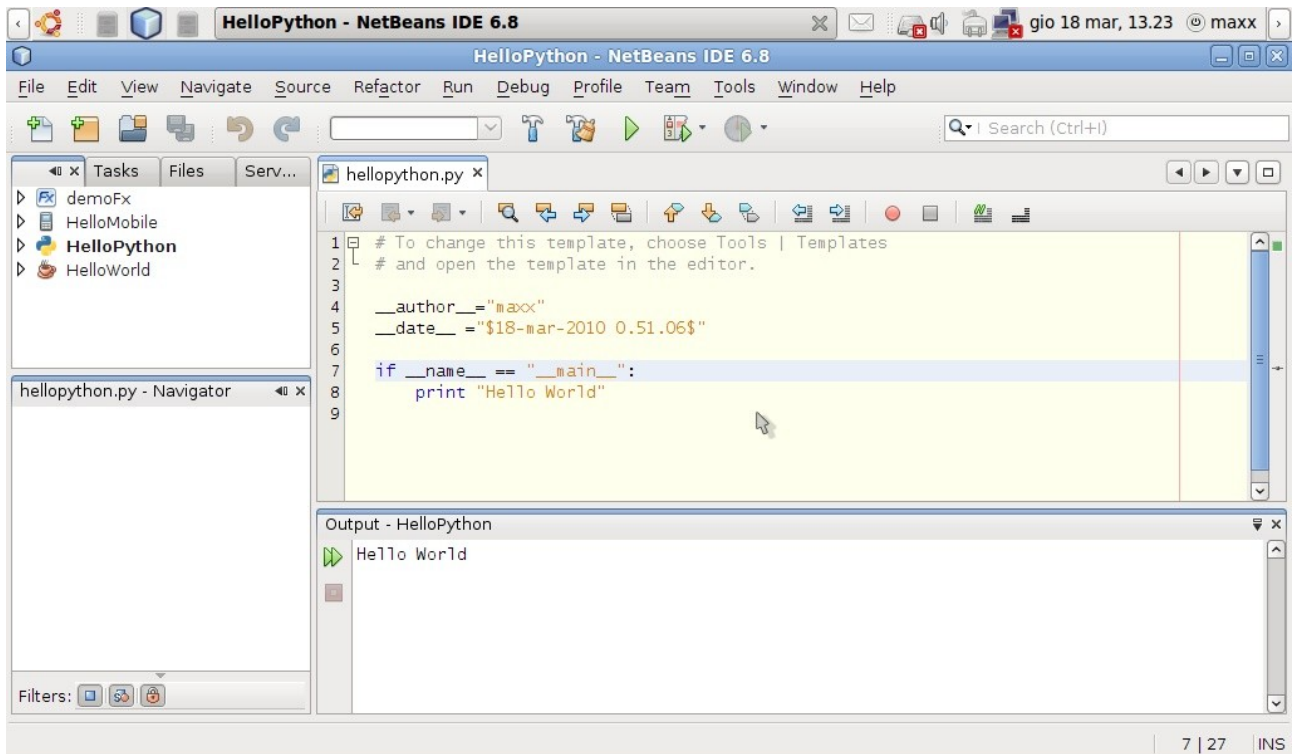 HelloPython - NetBeans IDE 6.8
gio 18 mar, 13.23 maxx
HelloPython - NetBeans IDE 6.8
File Edit View Navigate Source Refactor Run Debug Profile Team Tools Window Help
Search (Ctrl+I)
Tasks Files Serv...
demoFx
HelloMobile
HelloPython
HelloWorld
hellopython.py - Navigator
Filters:
hellopython.py
1 # To change this template, choose Tools | Templates
2 # and open the template in the editor.
3
4 __author__="maxx"
5 __date__ ="$18-mar-2010 0.51.06$"
6
7 if __name__ == "__main__":
8     print "Hello World"
9
Output - HelloPython
Hello World
7 | 27 INS